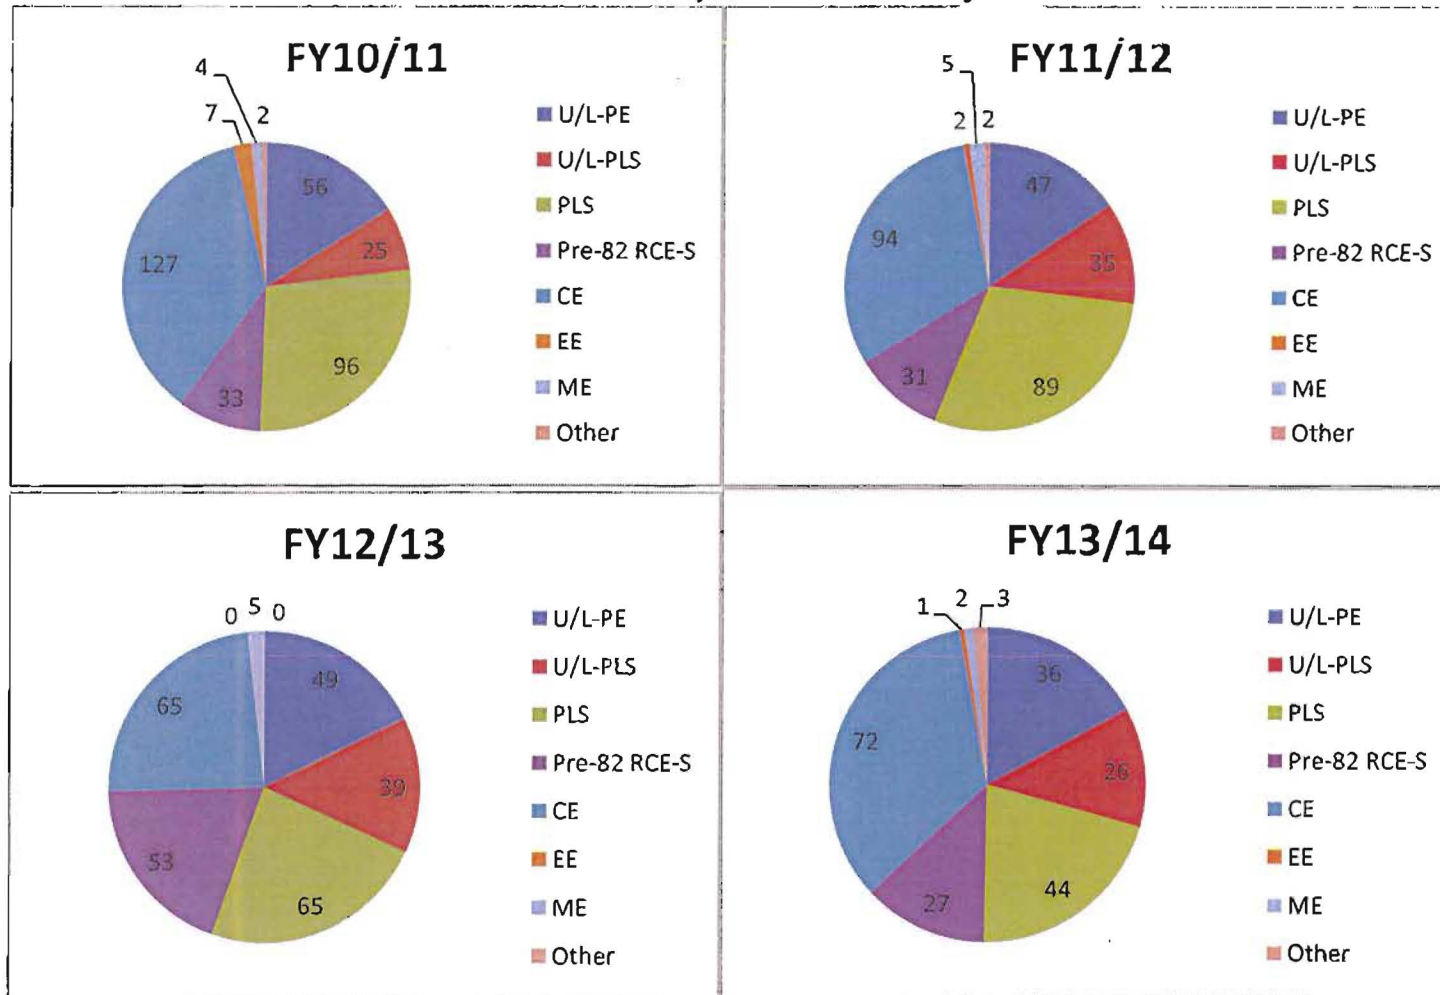 FY10/11
4
7
2
56
25
96
33
127
U/L-PE
U/L-PLS
PLS
Pre-82 RCE-S
CE
EE
ME
Other
FY11/12
5
2
2
47
35
89
31
94
U/L-PE
U/L-PLS
PLS
Pre-82 RCE-S
CE
EE
ME
Other
FY12/13
0
5
0
49
39
65
53
65
U/L-PE
U/L-PLS
PLS
Pre-82 RCE-S
CE
EE
ME
Other
FY13/14
1
2
3
36
26
44
27
72
U/L-PE
U/L-PLS
PLS
Pre-82 RCE-S
CE
EE
ME
Other